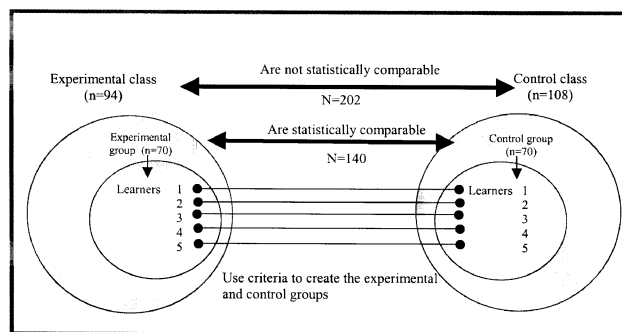 Are not statistically comparable
Experimental class
(n=94)
Control class
(n=108)
N=202
Are statistically comparable
Experimental
group (n=70)
Control group
(n=70)
N=140
Learners 1
2
3
4
5
Learners 1
2
3
4
5
Use criteria to create the experimental
and control groups